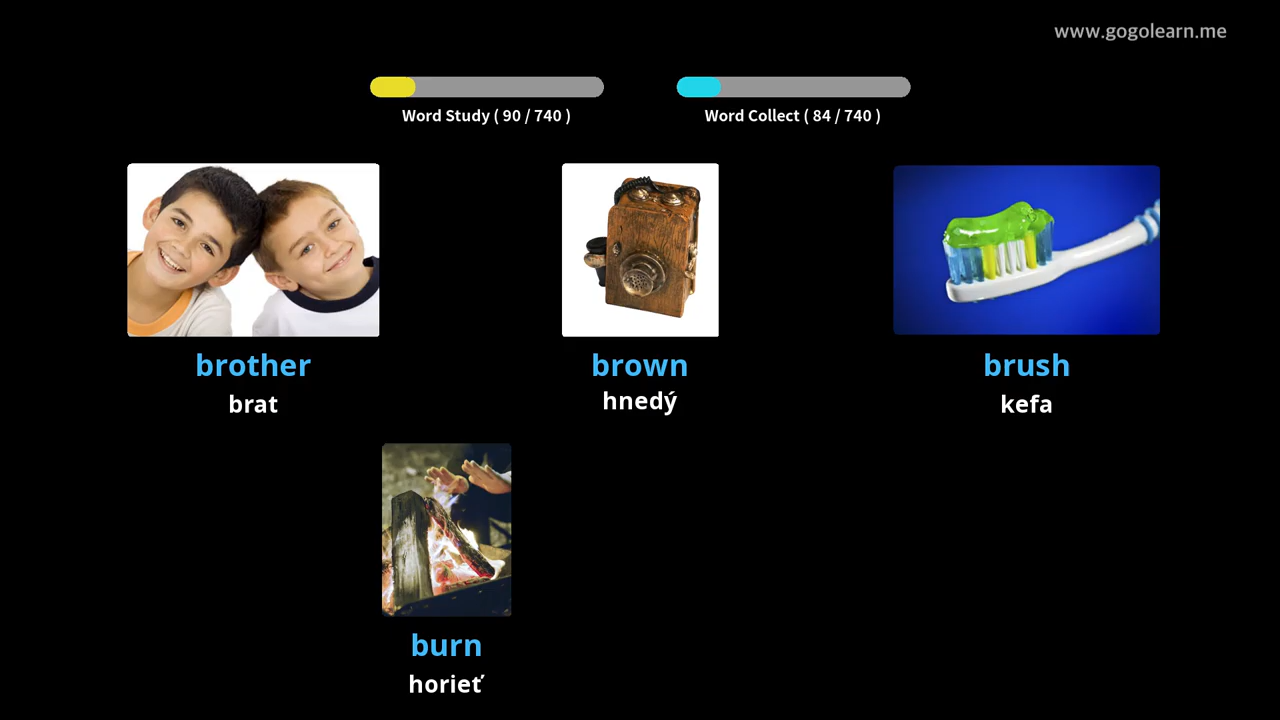 www.gogolearn.me
Word Study ( 90 / 740 )
Word Collect ( 84 / 740 )
brother
brat
brown
hnedý
brush
kefa
burn
horieť